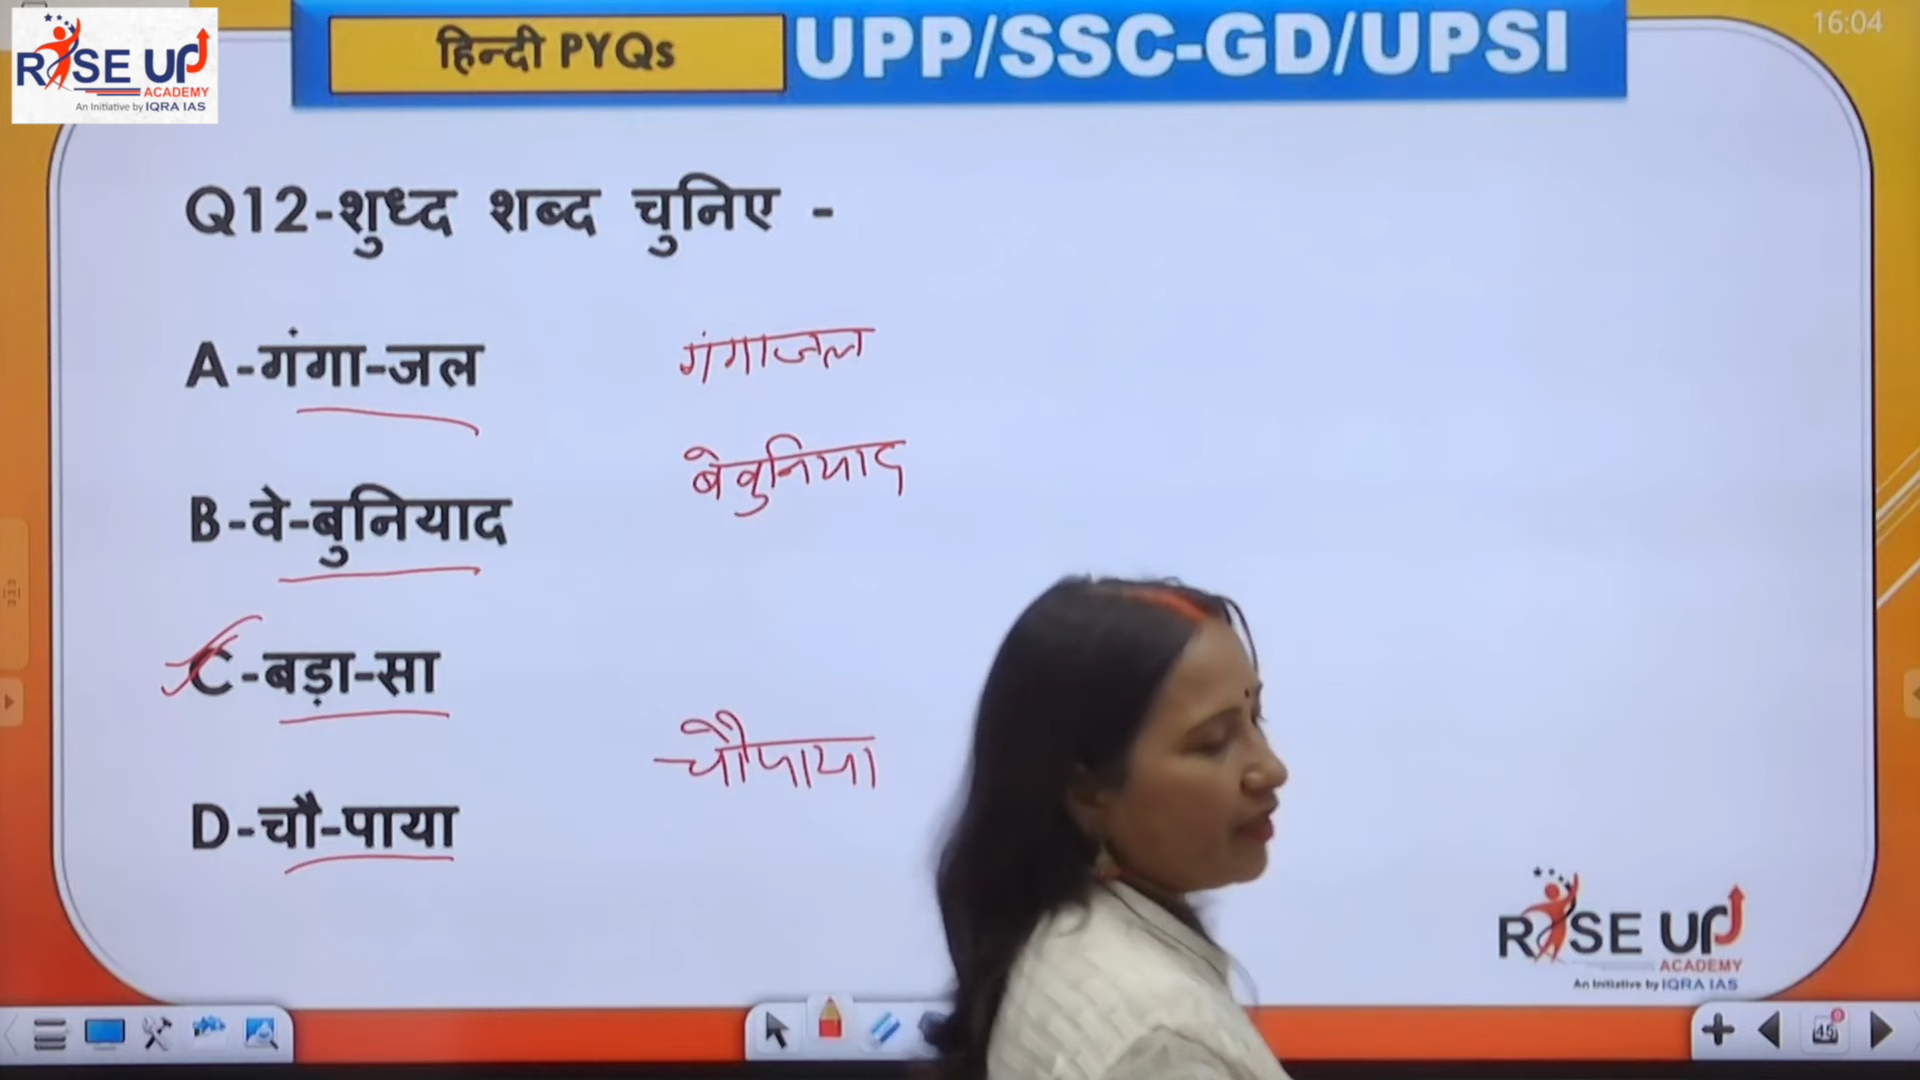 RISE UP
ACADEMY
An Initiative by IQRA IAS
हिन्दी PYQs
UPP/SSC-GD/UPSI
16:04
Q12-शुध्द शब्द चुनिए -
A-गंगा-जल
गंगाजल
बेबुनियाद
B-वे-बुनियाद
C-बड़ा-सा
चौपाया
D-चौ-पाया
RISE UP
ACADEMY
An Initiative by IQRA IAS
45